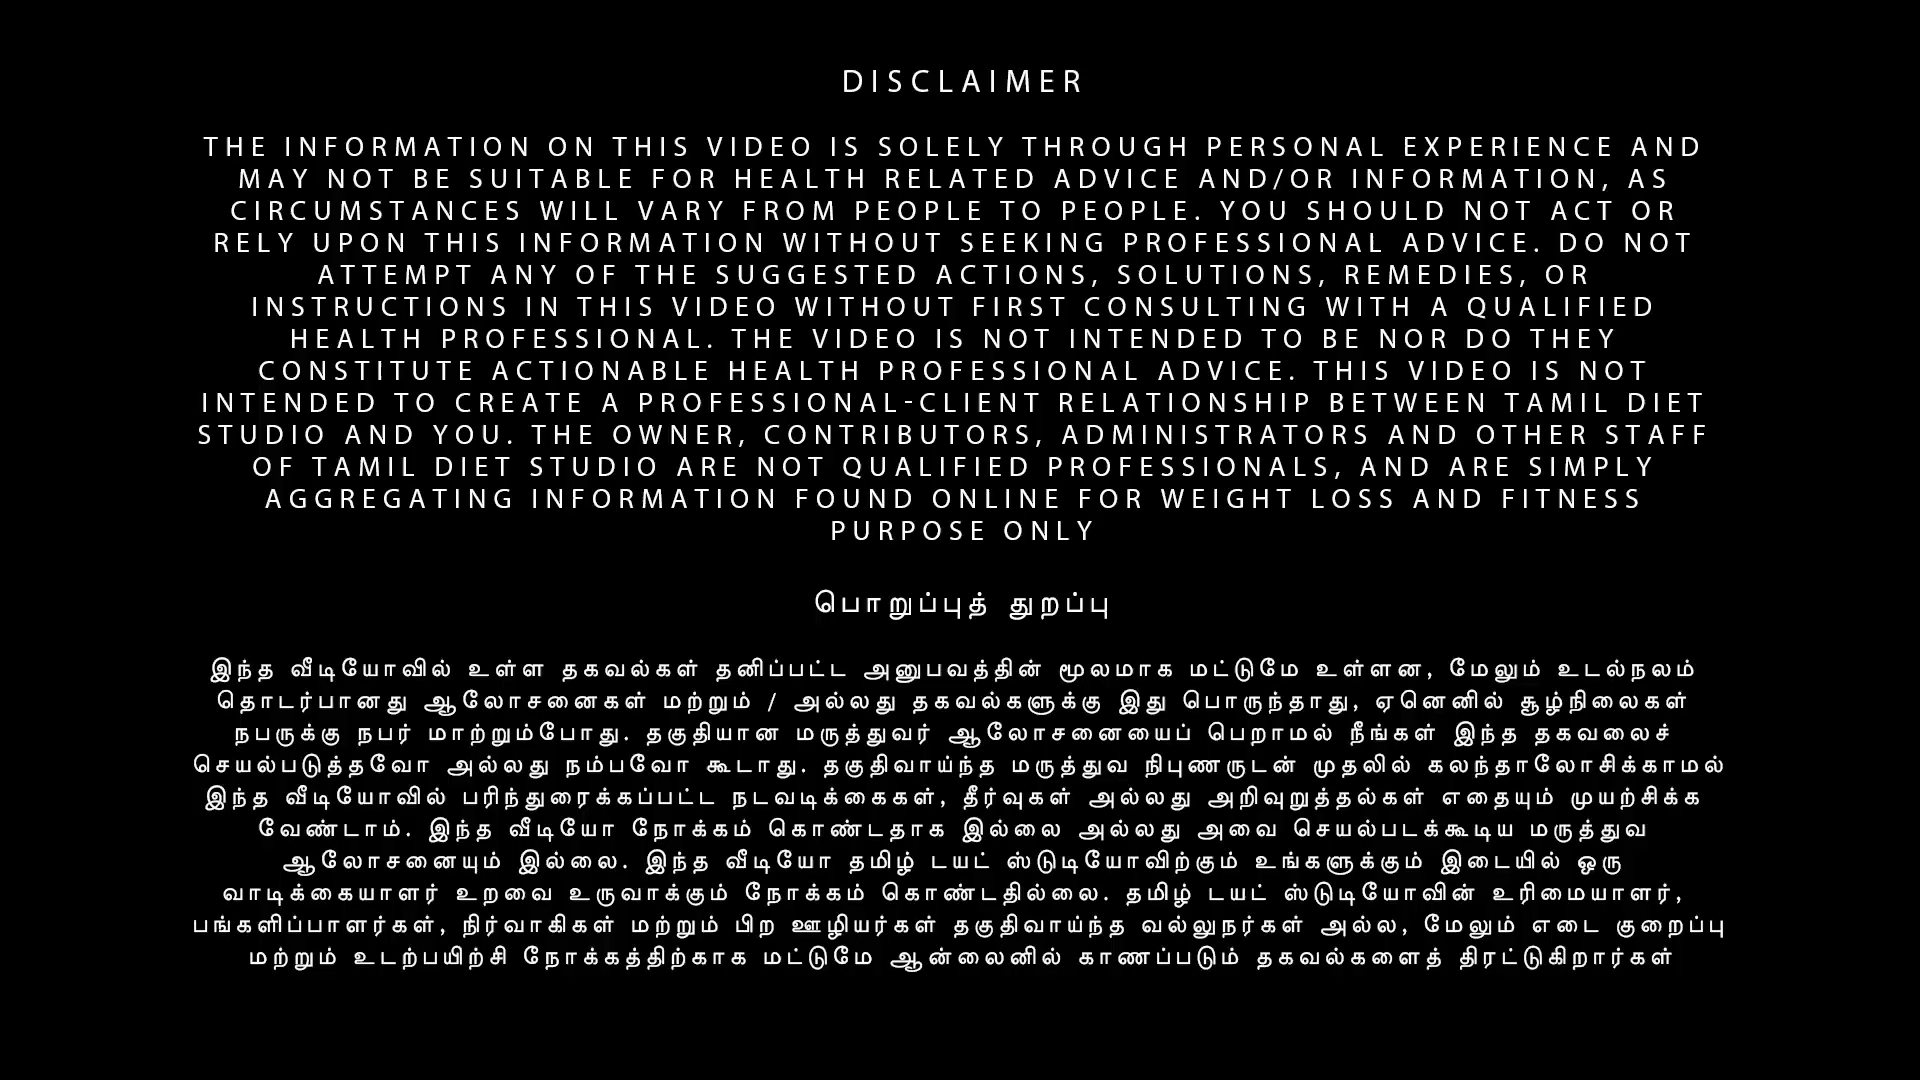 DISCLAIMER
THE INFORMATION ON THIS VIDEO IS SOLELY THROUGH PERSONAL EXPERIENCE AND
MAY NOT BE SUITABLE FOR HEALTH RELATED ADVICE AND/OR INFORMATION, AS
CIRCUMSTANCES WILL VARY FROM PEOPLE TO PEOPLE. YOU SHOULD NOT ACT OR
RELY UPON THIS INFORMATION WITHOUT SEEKING PROFESSIONAL ADVICE. DO NOT
ATTEMPT ANY OF THE SUGGESTED ACTIONS, SOLUTIONS, REMEDIES, OR
INSTRUCTIONS IN THIS VIDEO WITHOUT FIRST CONSULTING WITH A QUALIFIED
HEALTH PROFESSIONAL. THE VIDEO IS NOT INTENDED TO BE NOR DO THEY
CONSTITUTE ACTIONABLE HEALTH PROFESSIONAL ADVICE. THIS VIDEO IS NOT
INTENDED TO CREATE A PROFESSIONAL-CLIENT RELATIONSHIP BETWEEN TAMIL DIET
STUDIO AND YOU. THE OWNER, CONTRIBUTORS, ADMINISTRATORS AND OTHER STAFF
OF TAMIL DIET STUDIO ARE NOT QUALIFIED PROFESSIONALS, AND ARE SIMPLY
AGGREGATING INFORMATION FOUND ONLINE FOR WEIGHT LOSS AND FITNESS
PURPOSE ONLY
பொறுப்புத் துறப்பு
இந்த வீடியோவில் உள்ள தகவல்கள் தனிப்பட்ட அனுபவத்தின் மூலமாக மட்டுமே உள்ளன, மேலும் உடல்நலம்
தொடர்பானது ஆலோசனைகள் மற்றும் / அல்லது தகவல்களுக்கு இது பொருந்தாது, ஏனெனில் சூழ்நிலைகள்
நபருக்கு நபர் மாற்றும்போது. தகுதியான மருத்துவர் ஆலோசனையைப் பெறாமல் நீங்கள் இந்த தகவலைச்
செயல்படுத்தவோ அல்லது நம்பவோ கூடாது. தகுதிவாய்ந்த மருத்துவ நிபுணருடன் முதலில் கலந்தாலோசிக்காமல்
இந்த வீடியோவில் பரிந்துரைக்கப்பட்ட நடவடிக்கைகள், தீர்வுகள் அல்லது அறிவுறுத்தல்கள் எதையும் முயற்சிக்க
வேண்டாம். இந்த வீடியோ நோக்கம் கொண்டதாக இல்லை அல்லது அவை செயல்படக்கூடிய மருத்துவ
ஆலோசனையும் இல்லை. இந்த வீடியோ தமிழ் டயட் ஸ்டுடியோவிற்கும் உங்களுக்கும் இடையில் ஒரு
வாடிக்கையாளர் உறவை உருவாக்கும் நோக்கம் கொண்டதில்லை. தமிழ் டயட் ஸ்டுடியோவின் உரிமையாளர்,
பங்களிப்பாளர்கள், நிர்வாகிகள் மற்றும் பிற ஊழியர்கள் தகுதிவாய்ந்த வல்லுநர்கள் அல்ல, மேலும் எடை குறைப்பு
மற்றும் உடற்பயிற்சி நோக்கத்திற்காக மட்டுமே ஆன்லைனில் காணப்படும் தகவல்களைத் திரட்டுகிறார்கள்